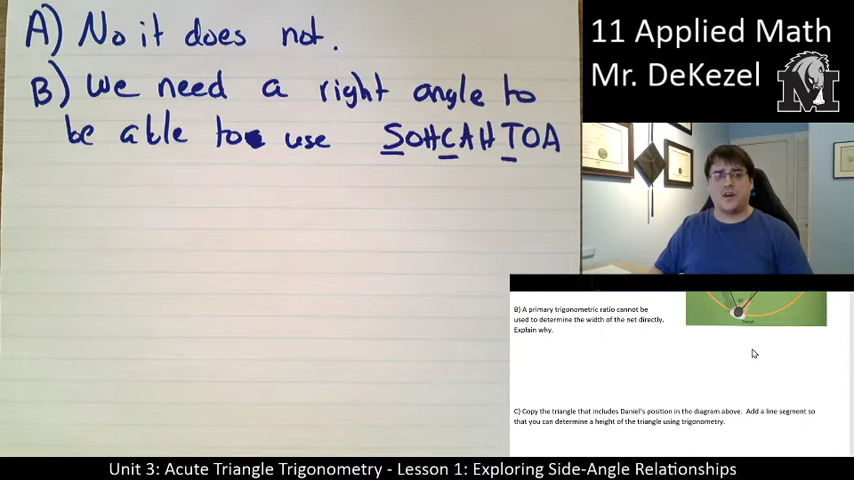 A) No it does not.
B) We need a right angle to
be able to use SOHCAHTOA
11 Applied Math
Mr. DeKezel
M
B) A primary trigonometric ratio cannot be
used to determine the width of the net directly.
Explain why.
C) Copy the triangle that includes Daniel's position in the diagram above. Add a line segment so
that you can determine a height of the triangle using trigonometry.
Unit 3: Acute Triangle Trigonometry - Lesson 1: Exploring Side-Angle Relationships